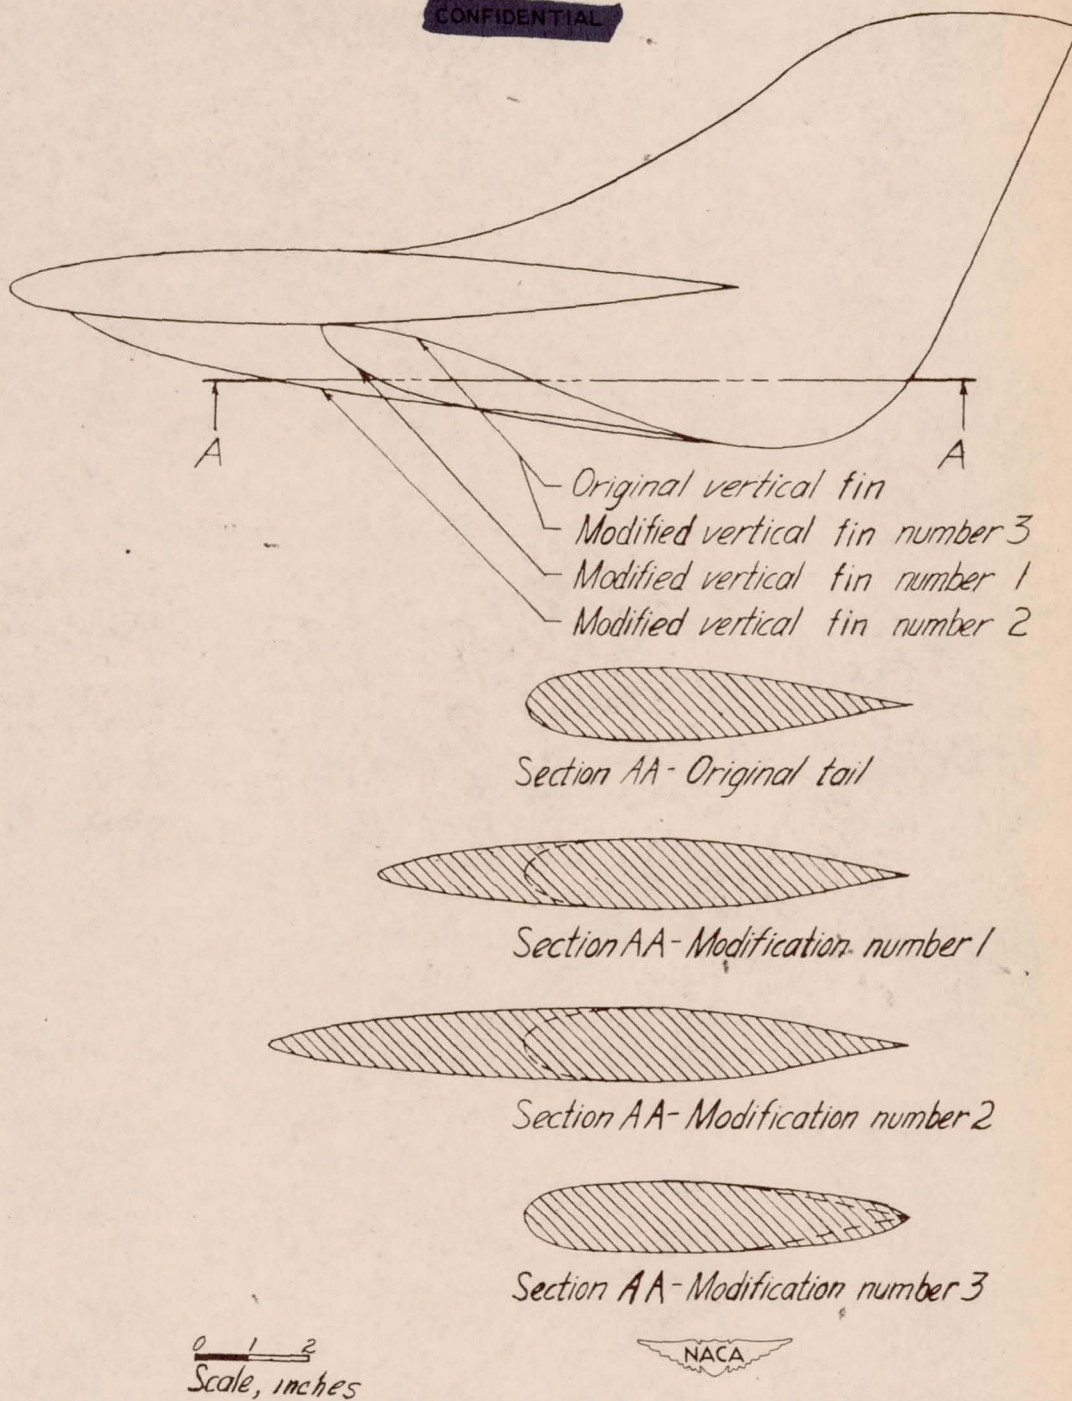 CONFIDENTIAL
A
A
Original vertical fin
Modified vertical fin number 3
Modified vertical fin number 1
Modified vertical fin number 2
Section AA - Original tail
Section AA - Modification number 1
Section AA - Modification number 2
Section AA - Modification number 3
0 1 2
Scale, inches
NACA